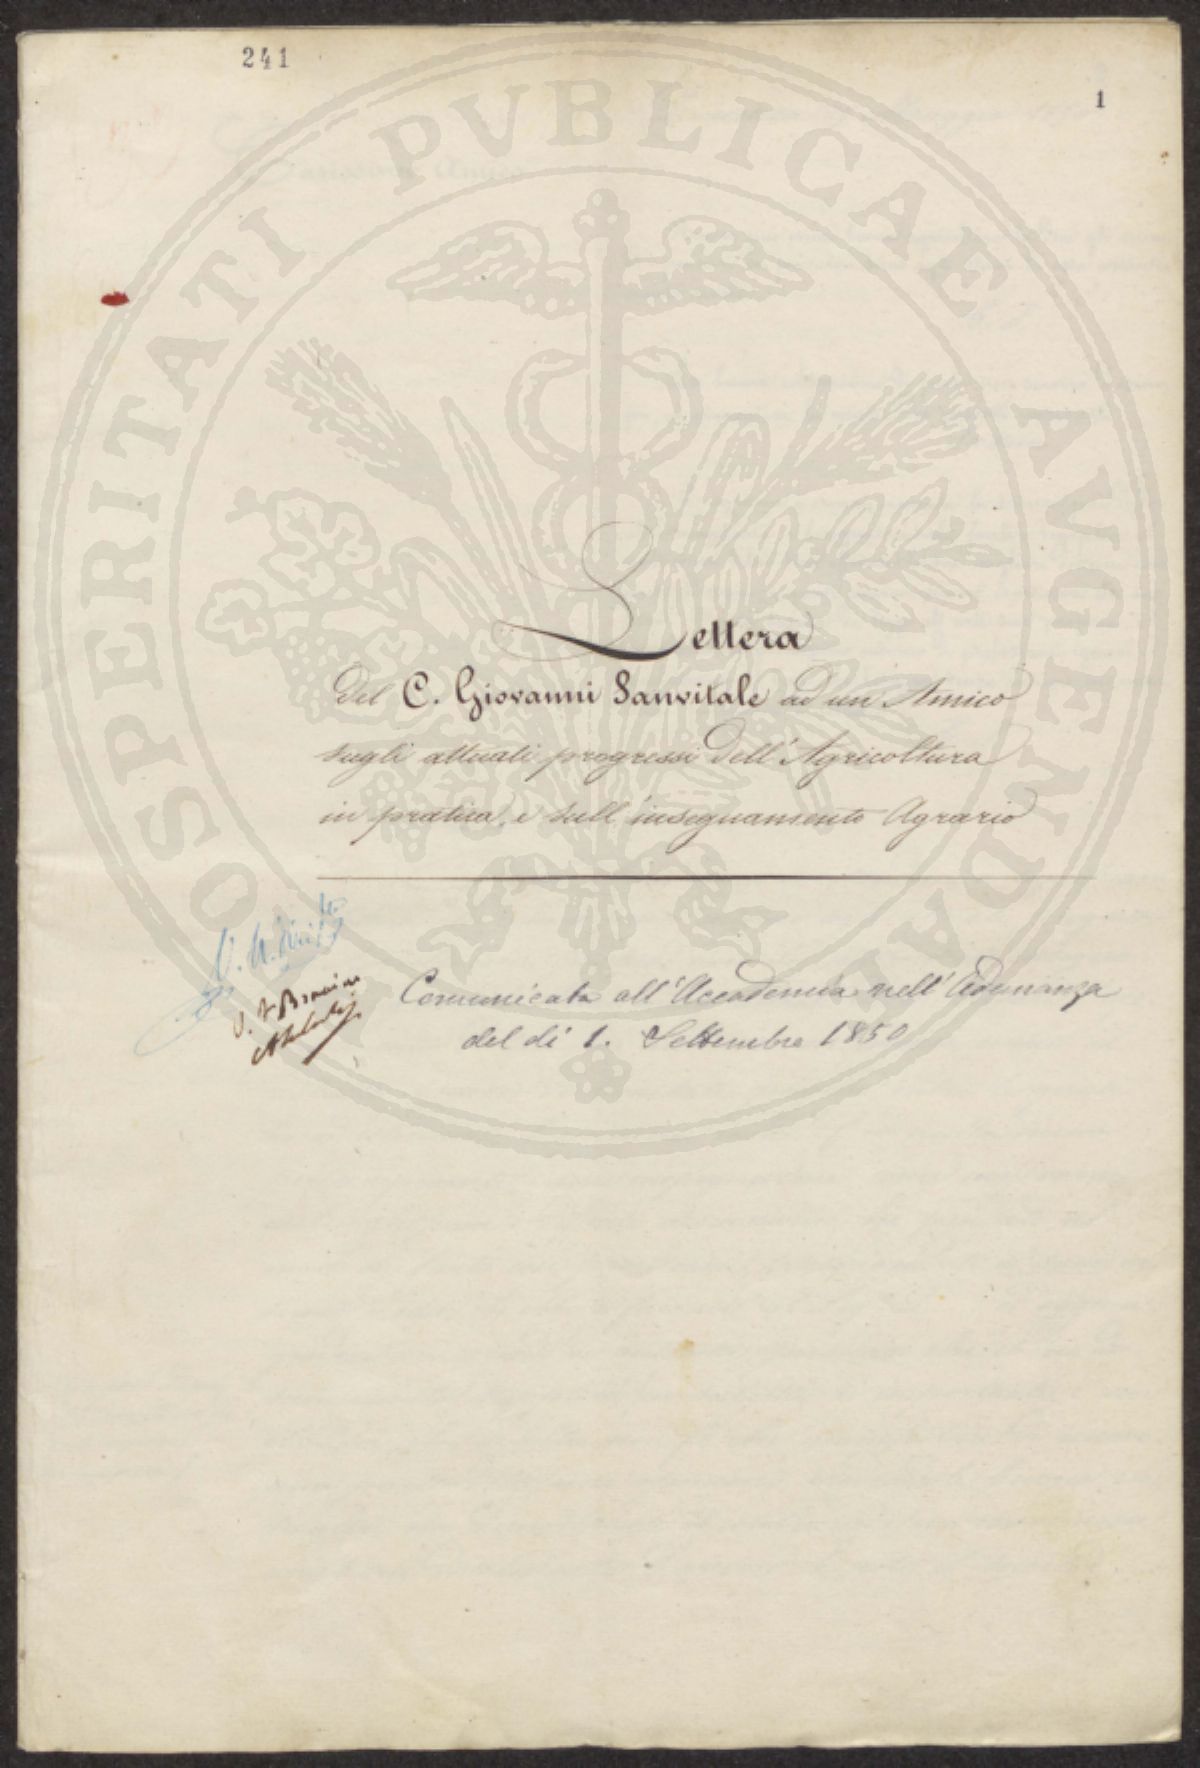 241
1
PROSPERITATI PVBLICAE AVGENDAE
Lettera
del C. Giovanni Sanvitale ad un Amico
sugli attuali progressi dell'Agricoltura
in pratica, e sull'insegnamento Agrario
Comunicata all'Accademia nell'Adunanza
del dì 1. Settembre 1850
V.
V.